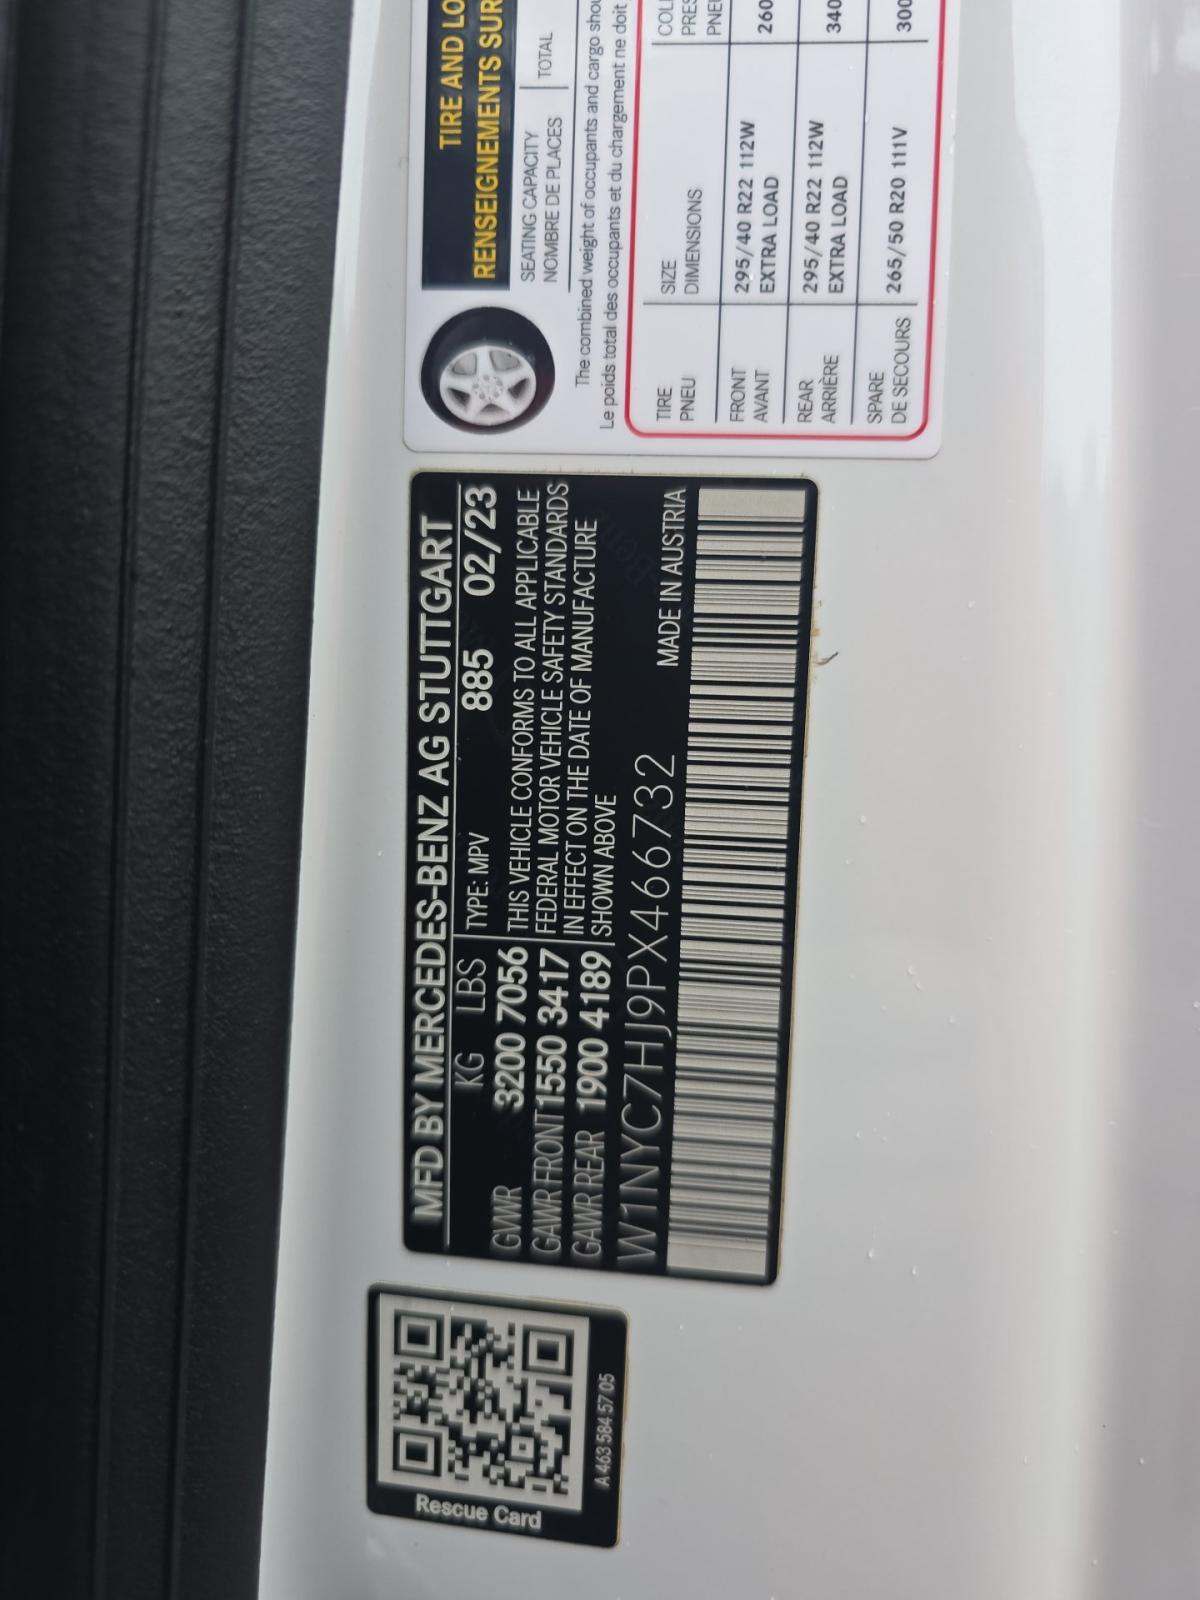 TIRE AND LO
RENSEIGNEMENTS SUR
SEATING CAPACITY
NOMBRE DE PLACES
TOTAL
The combined weight of occupants and cargo shou
Le poids total des occupants et du chargement ne doit
TIRE
PNEU
SIZE
DIMENSIONS
COL
PRES
PNEU
FRONT
AVANT
295/40 R22 112W
EXTRA LOAD
260
REAR
ARRIÈRE
295/40 R22 112W
EXTRA LOAD
340
SPARE
DE SECOURS
265/50 R20 111V
300
MFD BY MERCEDES-BENZ AG STUTTGART
KG LBS TYPE: MPV 885 02/23
GVWR 3200 7056
GAWR FRONT 1550 3417
GAWR REAR 1900 4189
THIS VEHICLE CONFORMS TO ALL APPLICABLE
FEDERAL MOTOR VEHICLE SAFETY STANDARDS
IN EFFECT ON THE DATE OF MANUFACTURE
SHOWN ABOVE
W1NYC7HJ9PX466732 MADE IN AUSTRIA
Rescue Card
A 463 584 57 05